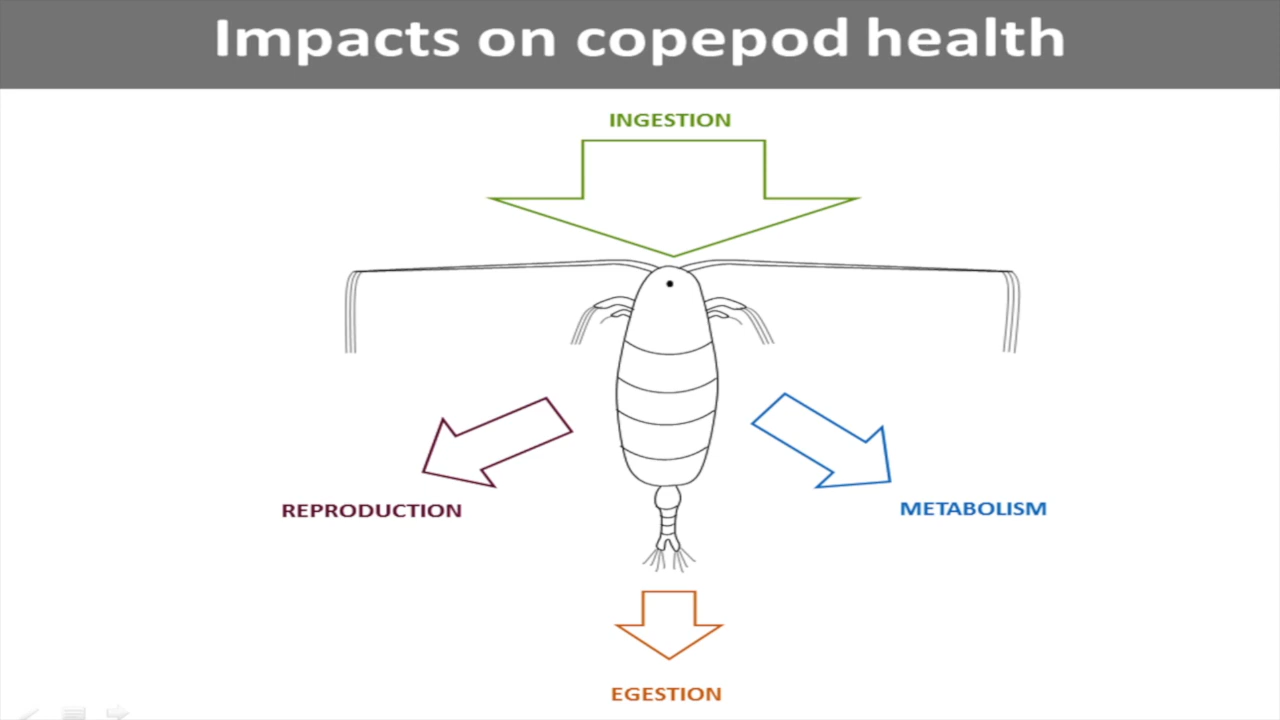 Impacts on copepod health
INGESTION
REPRODUCTION
METABOLISM
EGESTION